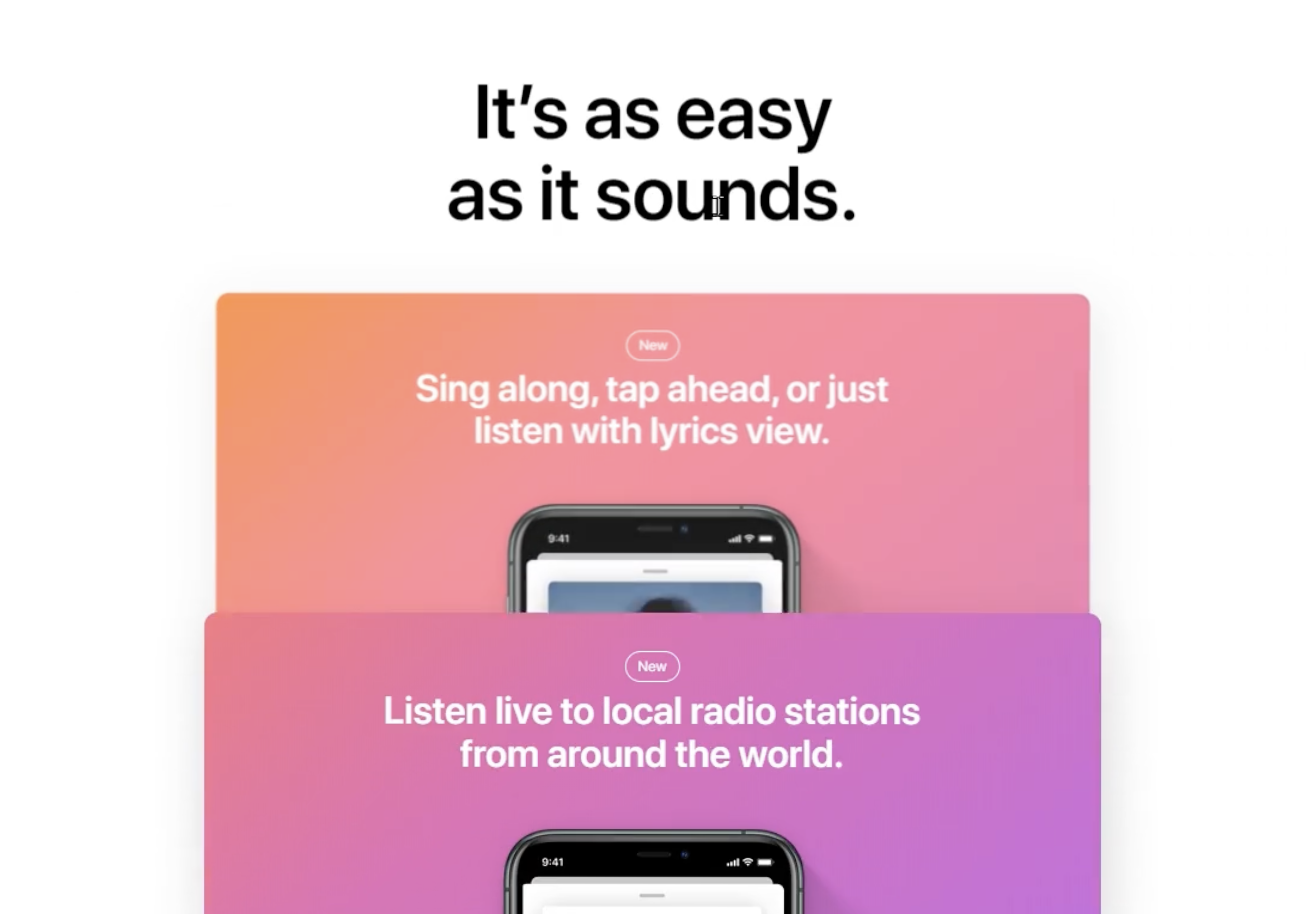 It’s as easy
as it sounds.
New
Sing along, tap ahead, or just
listen with lyrics view.
9:41
New
Listen live to local radio stations
from around the world.
9:41